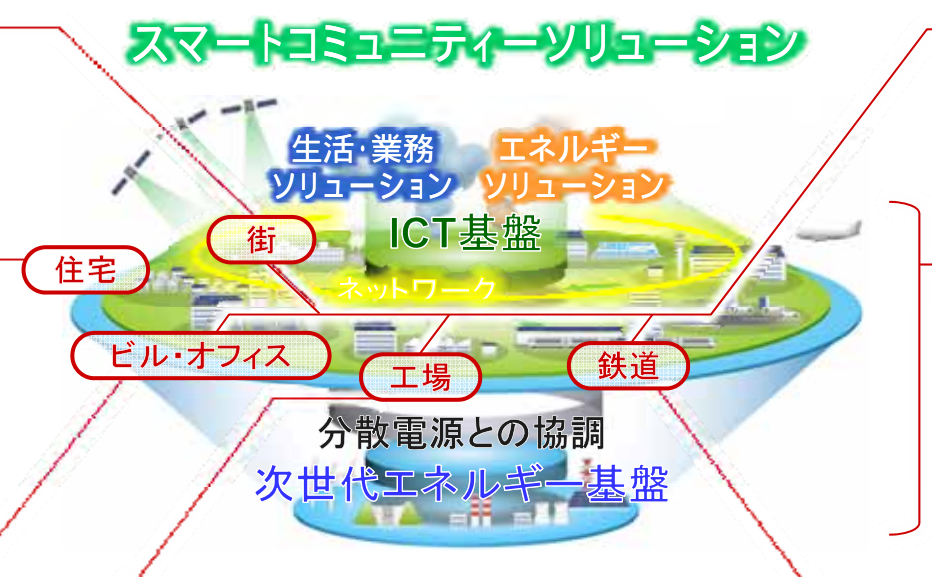 スマートコミュニティーソリューション
生活・業務
ソリューション
エネルギー
ソリューション
街
ICT基盤
住宅
ネットワーク
ビル・オフィス
工場
鉄道
分散電源との協調
次世代エネルギー基盤